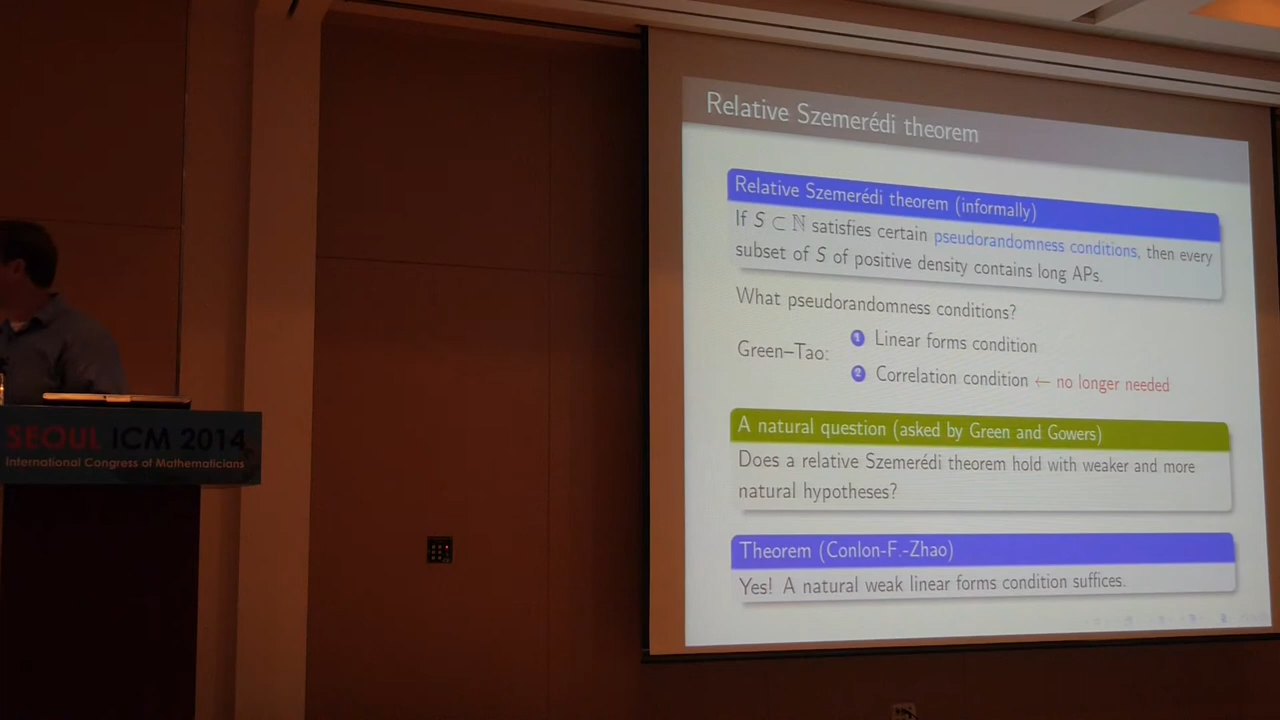 Relative Szemerédi theorem
Relative Szemerédi theorem (informally)
If S ⊂ ℕ satisfies certain pseudorandomness conditions, then every
subset of S of positive density contains long APs.
What pseudorandomness conditions?
Green–Tao:
1 Linear forms condition
2 Correlation condition ← no longer needed
A natural question (asked by Green and Gowers)
Does a relative Szemerédi theorem hold with weaker and more
natural hypotheses?
Theorem (Conlon-F.-Zhao)
Yes! A natural weak linear forms condition suffices.
SEOUL ICM 2014
International Congress of Mathematicians